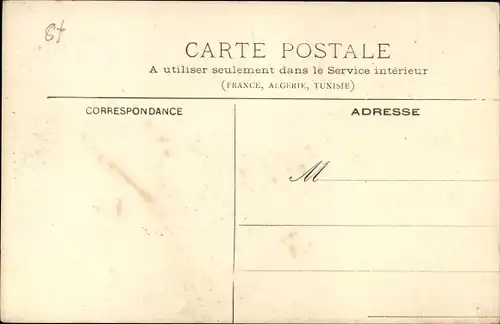 CARTE POSTALE
A utiliser seulement dans le Service intérieur
(FRANCE, ALGERIE, TUNISIE)
CORRESPONDANCE
ADRESSE
M